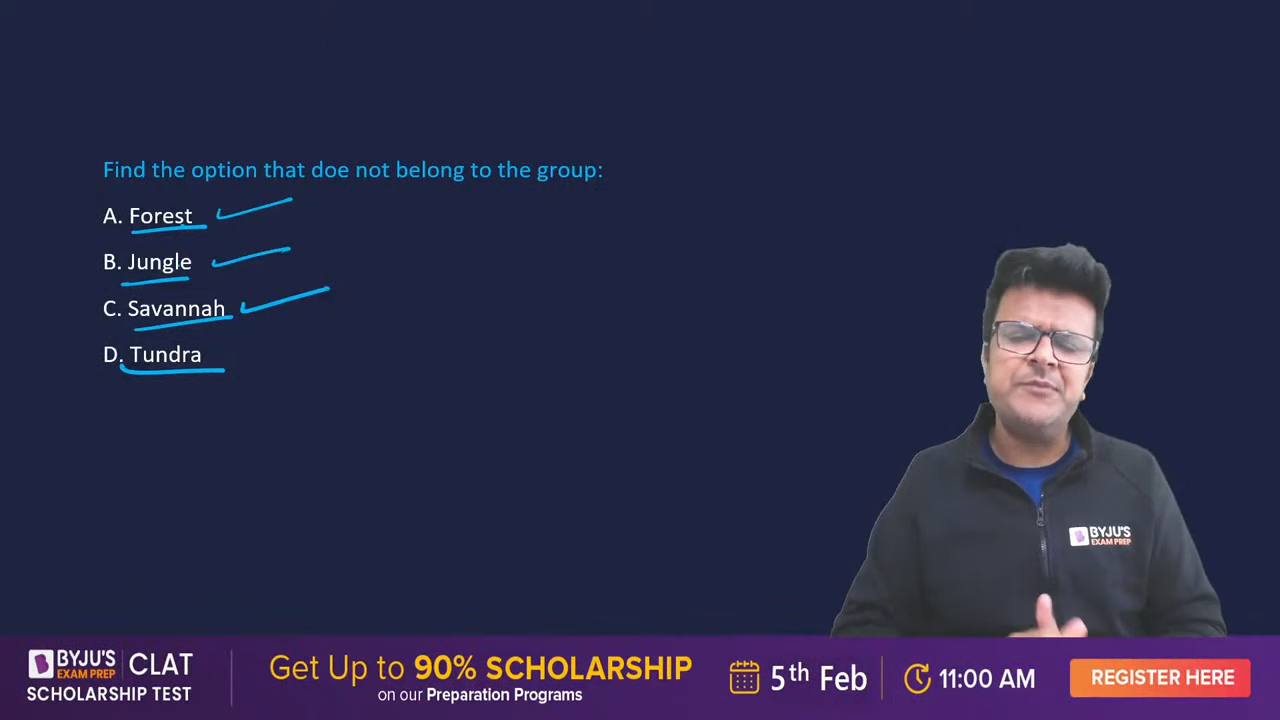 Find the option that doe not belong to the group:
A. Forest
B. Jungle
C. Savannah
D. Tundra
BYJU'S
EXAM PREP
BYJU'S
EXAM PREP
CLAT
SCHOLARSHIP TEST
Get Up to 90% SCHOLARSHIP
on our Preparation Programs
5th Feb
11:00 AM
REGISTER HERE